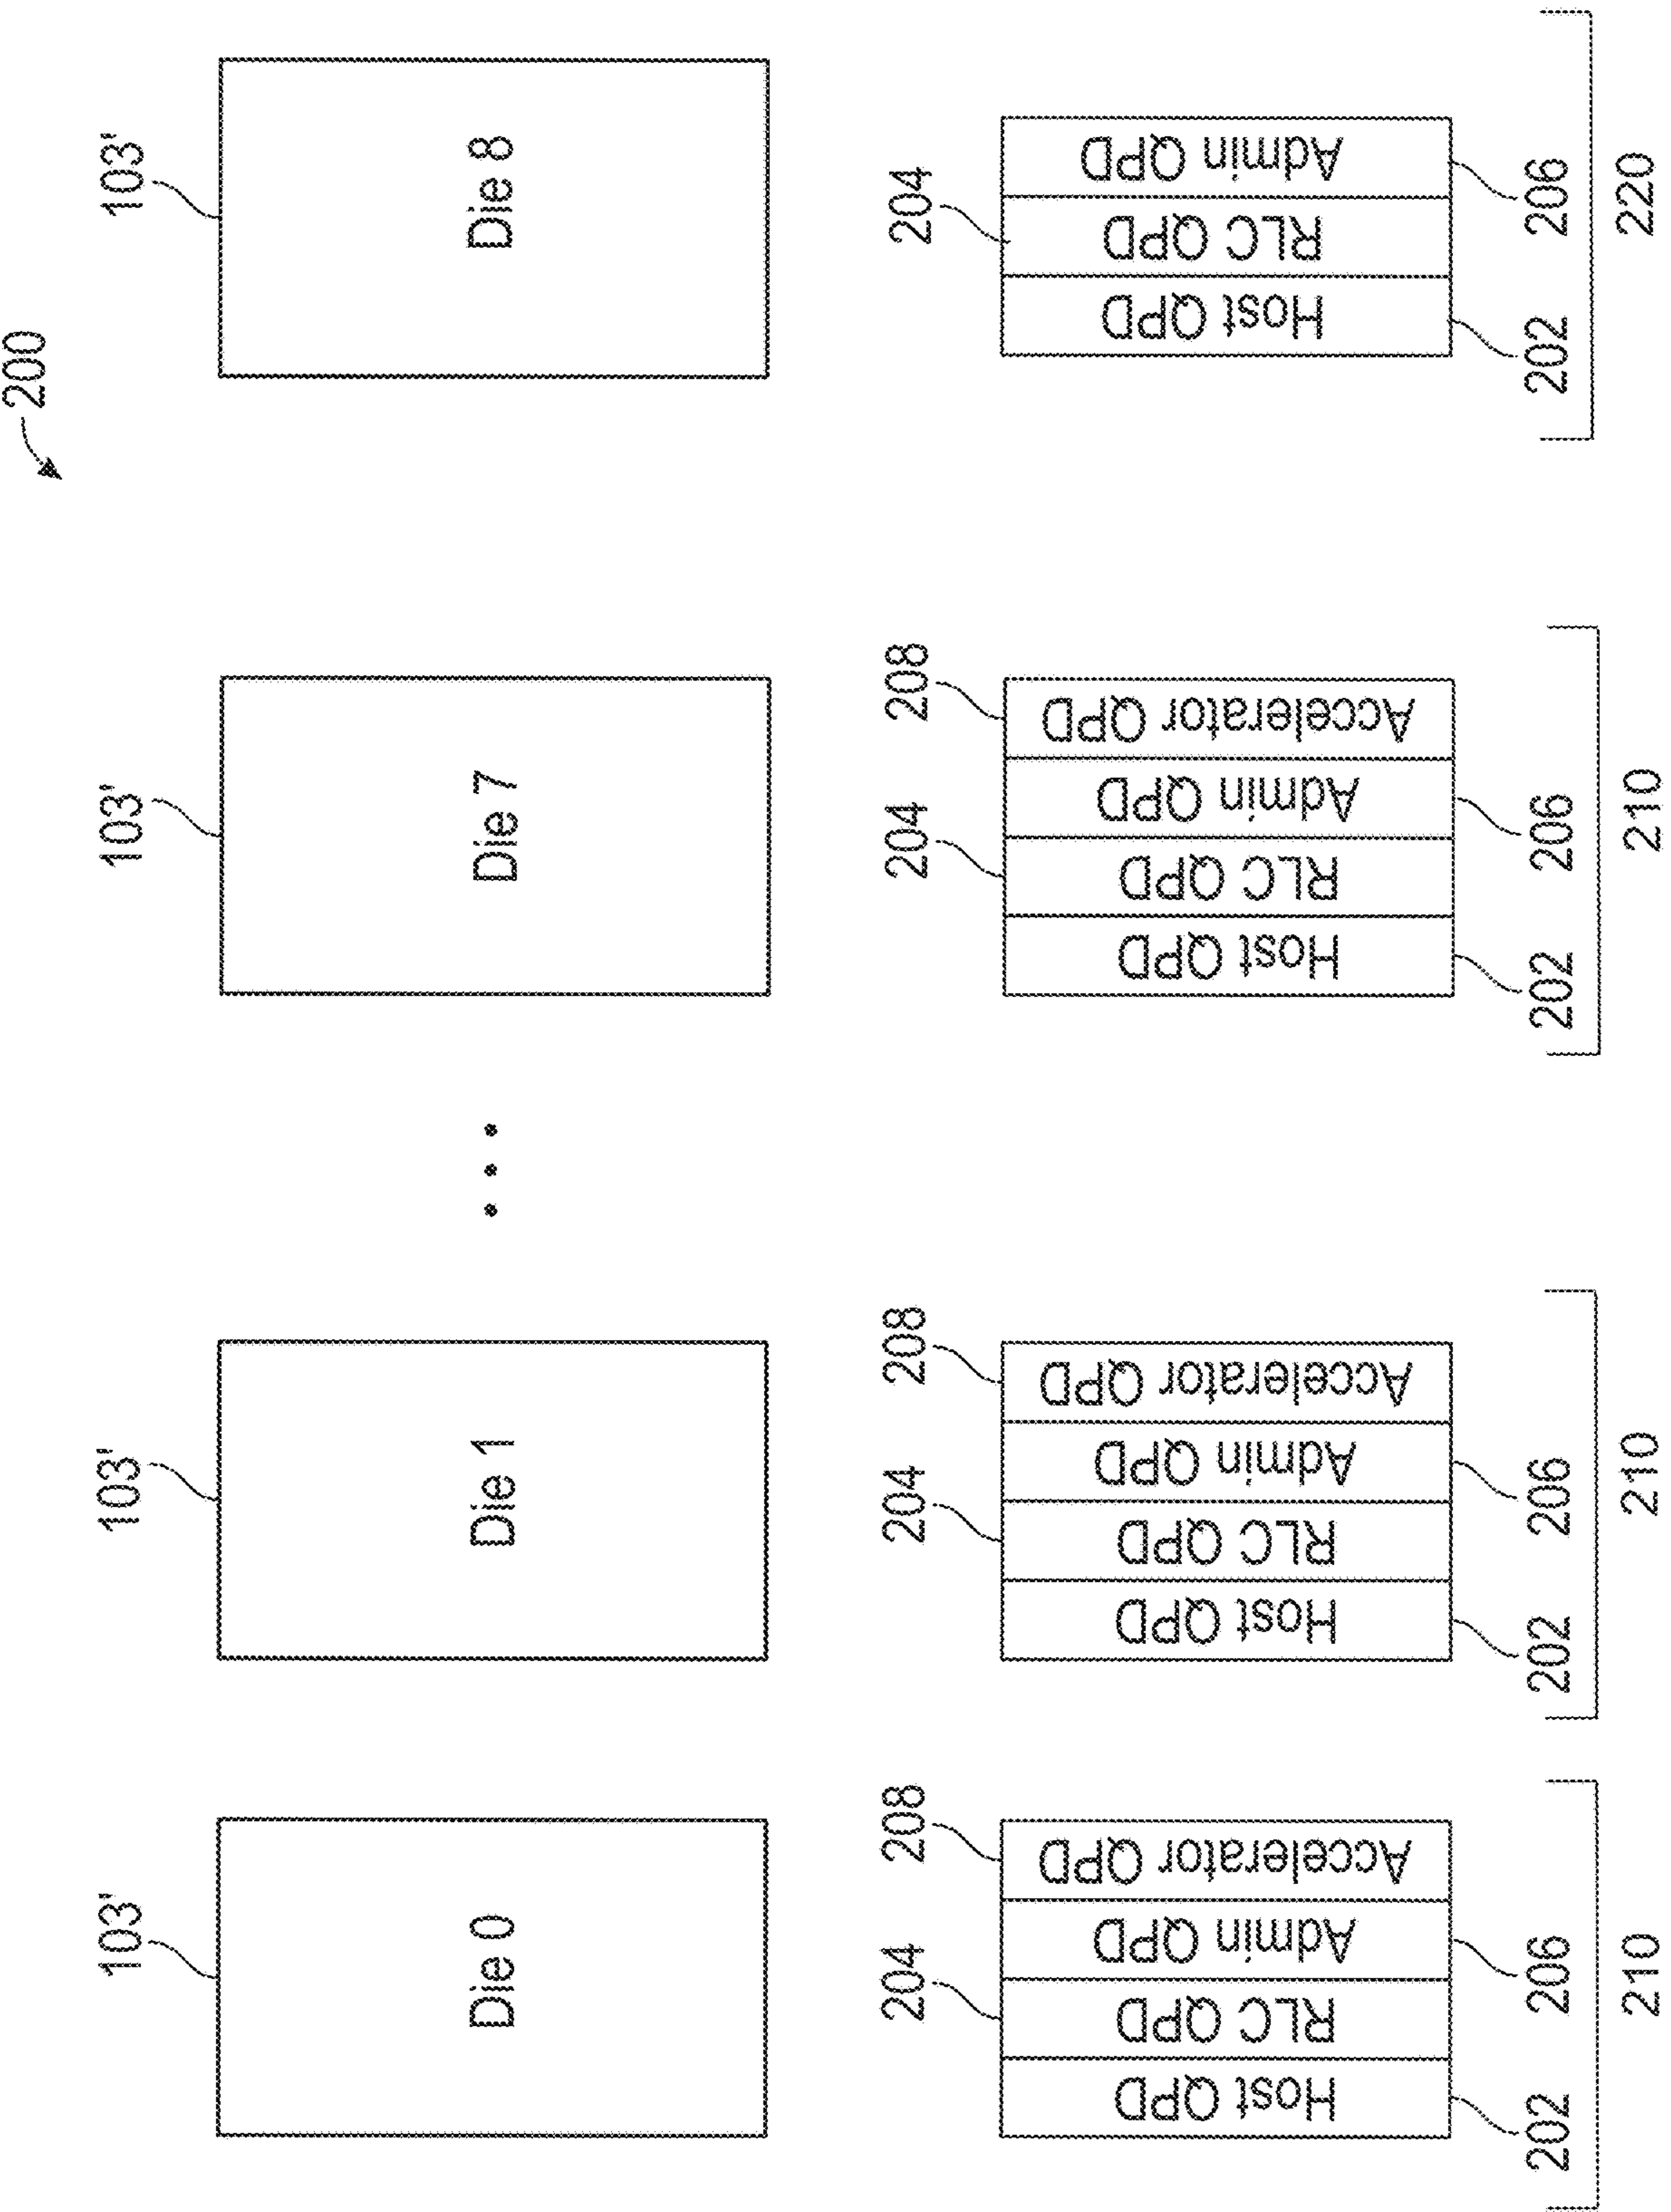 200
103'
103'
103'
103'
Die 0
Die 1
Die 7
Die 8
204
208
204
208
204
208
204
Host QPD
RLC QPD
Admin QPD
Accelerator QPD
Host QPD
RLC QPD
Admin QPD
Accelerator QPD
Host QPD
RLC QPD
Admin QPD
Accelerator QPD
Host QPD
RLC QPD
Admin QPD
202
206
202
206
202
206
202
206
210
210
210
220